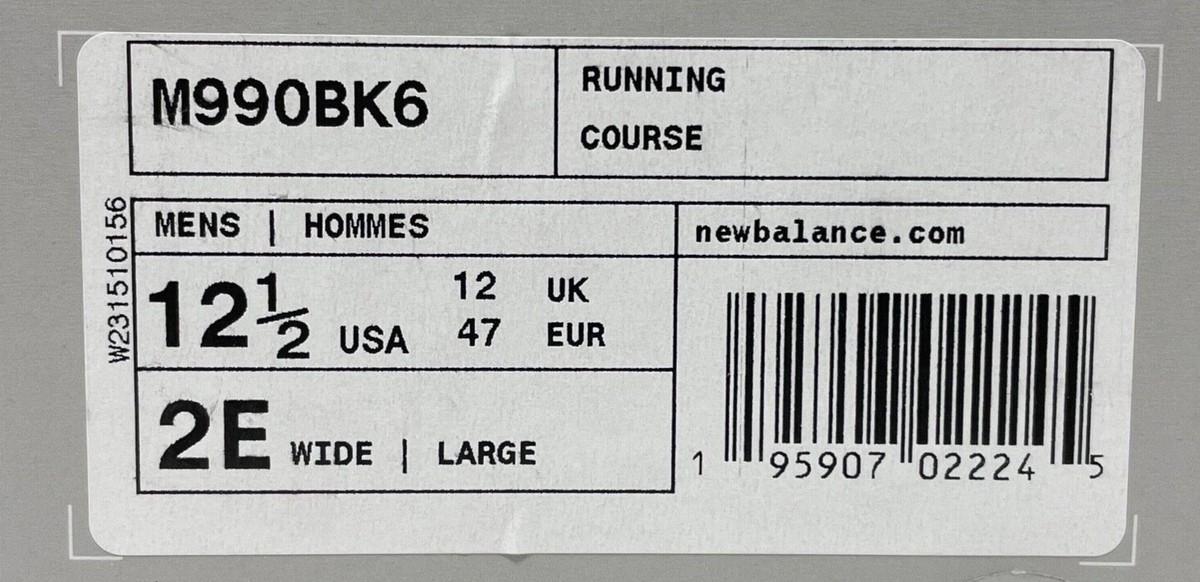 M990BK6
RUNNING
COURSE
MENS | HOMMES
newbalance.com
12½ USA
12 UK
47 EUR
2E WIDE | LARGE
W231510156
1 95907 02224 5